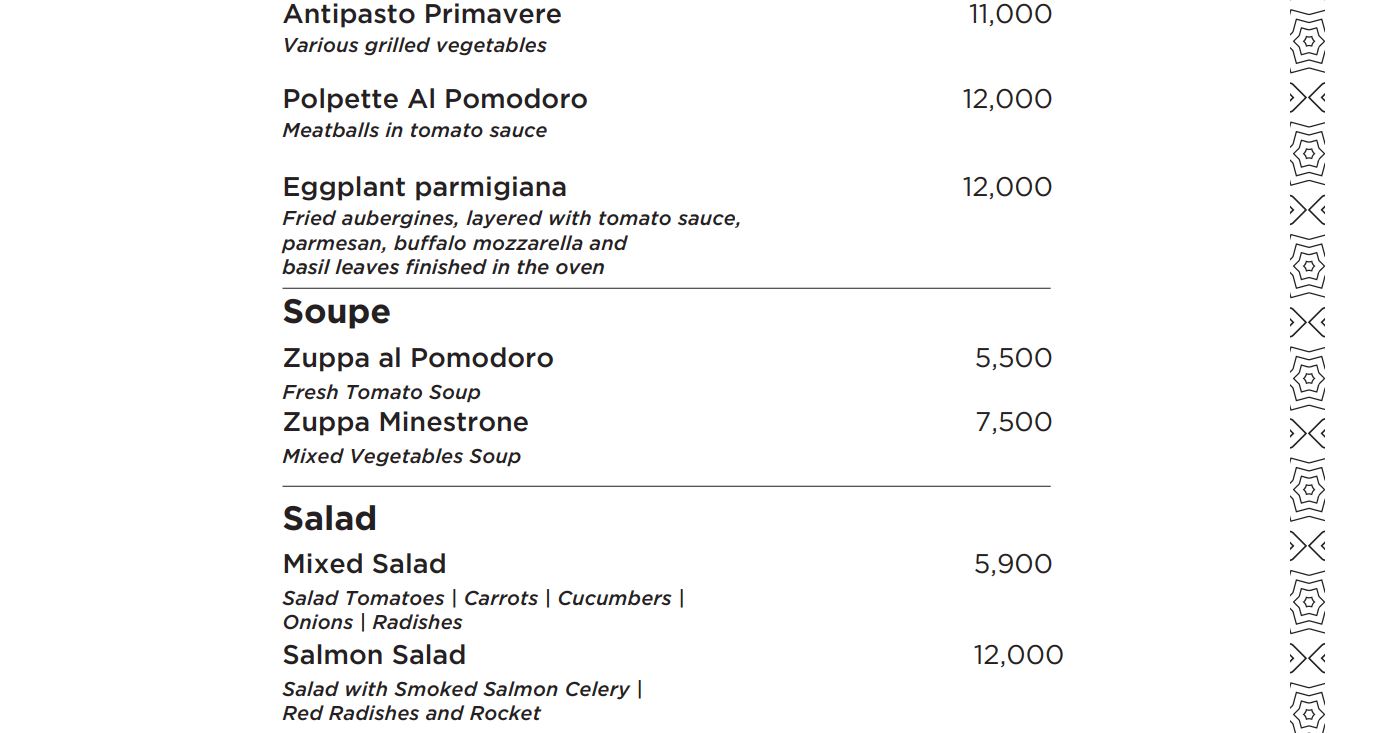 Antipasto Primavere 11,000
Various grilled vegetables
Polpette Al Pomodoro 12,000
Meatballs in tomato sauce
Eggplant parmigiana 12,000
Fried aubergines, layered with tomato sauce,
parmesan, buffalo mozzarella and
basil leaves finished in the oven
Soupe
Zuppa al Pomodoro 5,500
Fresh Tomato Soup
Zuppa Minestrone 7,500
Mixed Vegetables Soup
Salad
Mixed Salad 5,900
Salad Tomatoes | Carrots | Cucumbers |
Onions | Radishes
Salmon Salad 12,000
Salad with Smoked Salmon Celery |
Red Radishes and Rocket